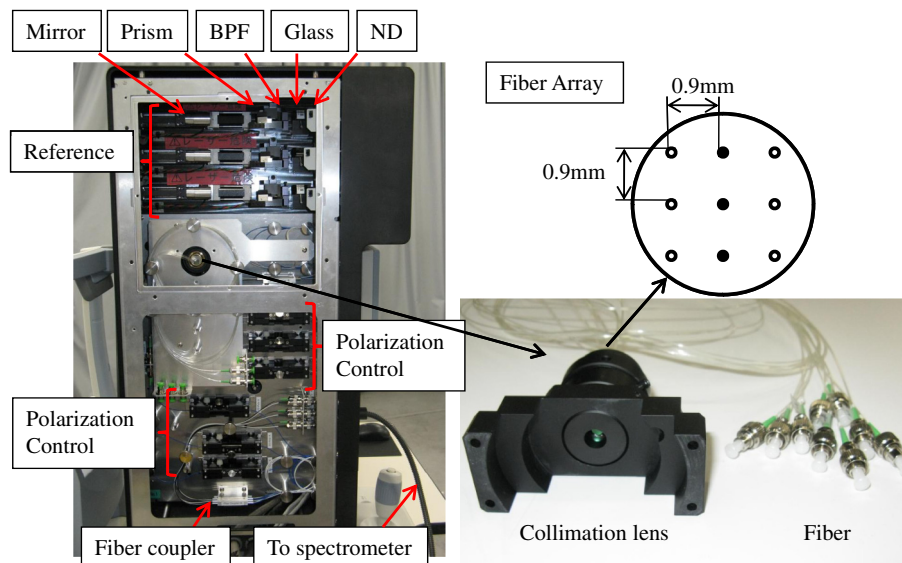 Mirror
Prism
BPF
Glass
ND
Fiber Array
0.9mm
Reference
0.9mm
Polarization
Control
Polarization
Control
Fiber coupler
To spectrometer
Collimation lens
Fiber